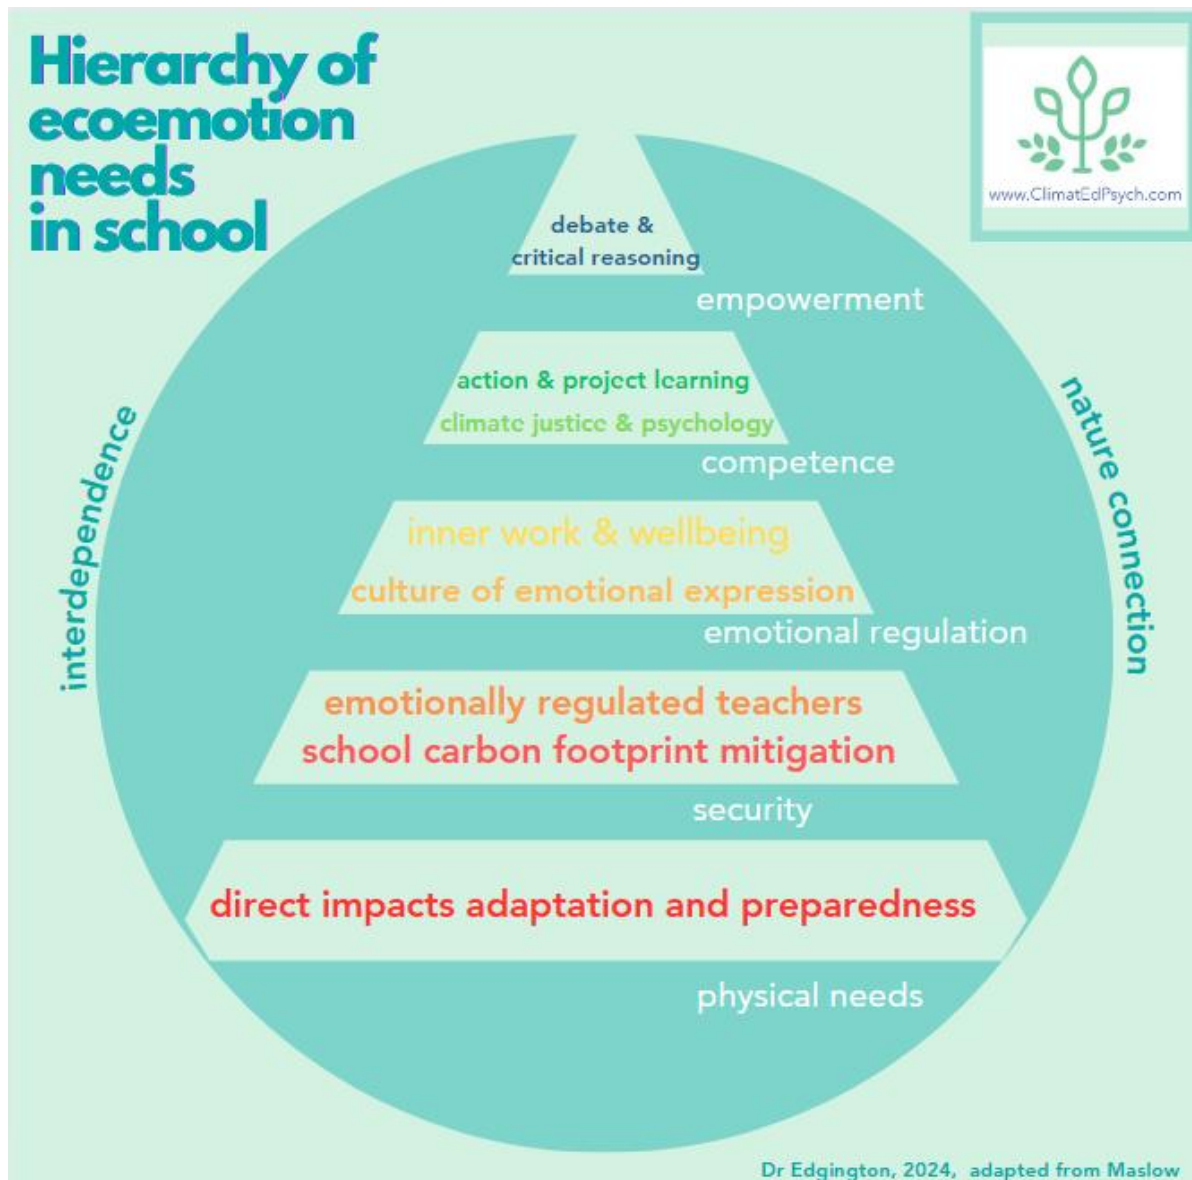 Hierarchy of
ecoemotion
needs
in school
www.ClimatEdPsych.com
debate &
critical reasoning
empowerment
action & project learning
climate justice & psychology
competence
interdependence
nature connection
inner work & wellbeing
culture of emotional expression
emotional regulation
emotionally regulated teachers
school carbon footprint mitigation
security
direct impacts adaptation and preparedness
physical needs
Dr Edgington, 2024, adapted from Maslow